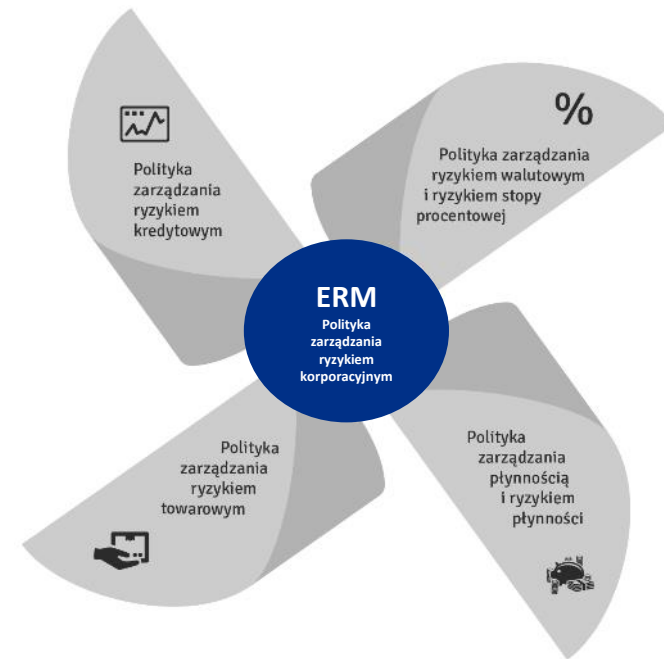 Polityka
zarządzania
ryzykiem
kredytowym
%
Polityka zarządzania
ryzykiem walutowym
i ryzykiem stopy
procentowej
ERM
Polityka
zarządzania
ryzykiem
korporacyjnym
Polityka
zarządzania
ryzykiem
towarowym
Polityka
zarządzania
płynnością
i ryzykiem
płynności